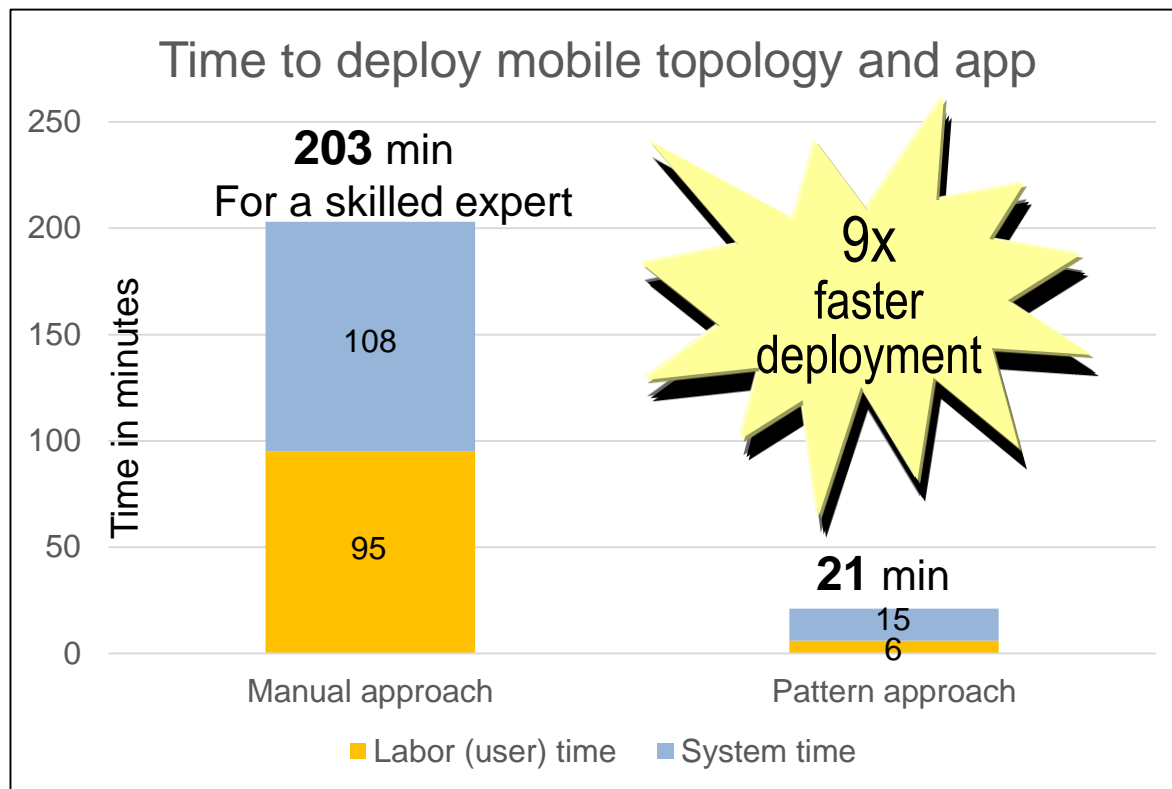 Time to deploy mobile topology and app
250
200
150
100
50
0
Time in minutes
203 min
For a skilled expert
108
95
9x
faster
deployment
21 min
15
6
Manual approach
Pattern approach
Labor (user) time
System time